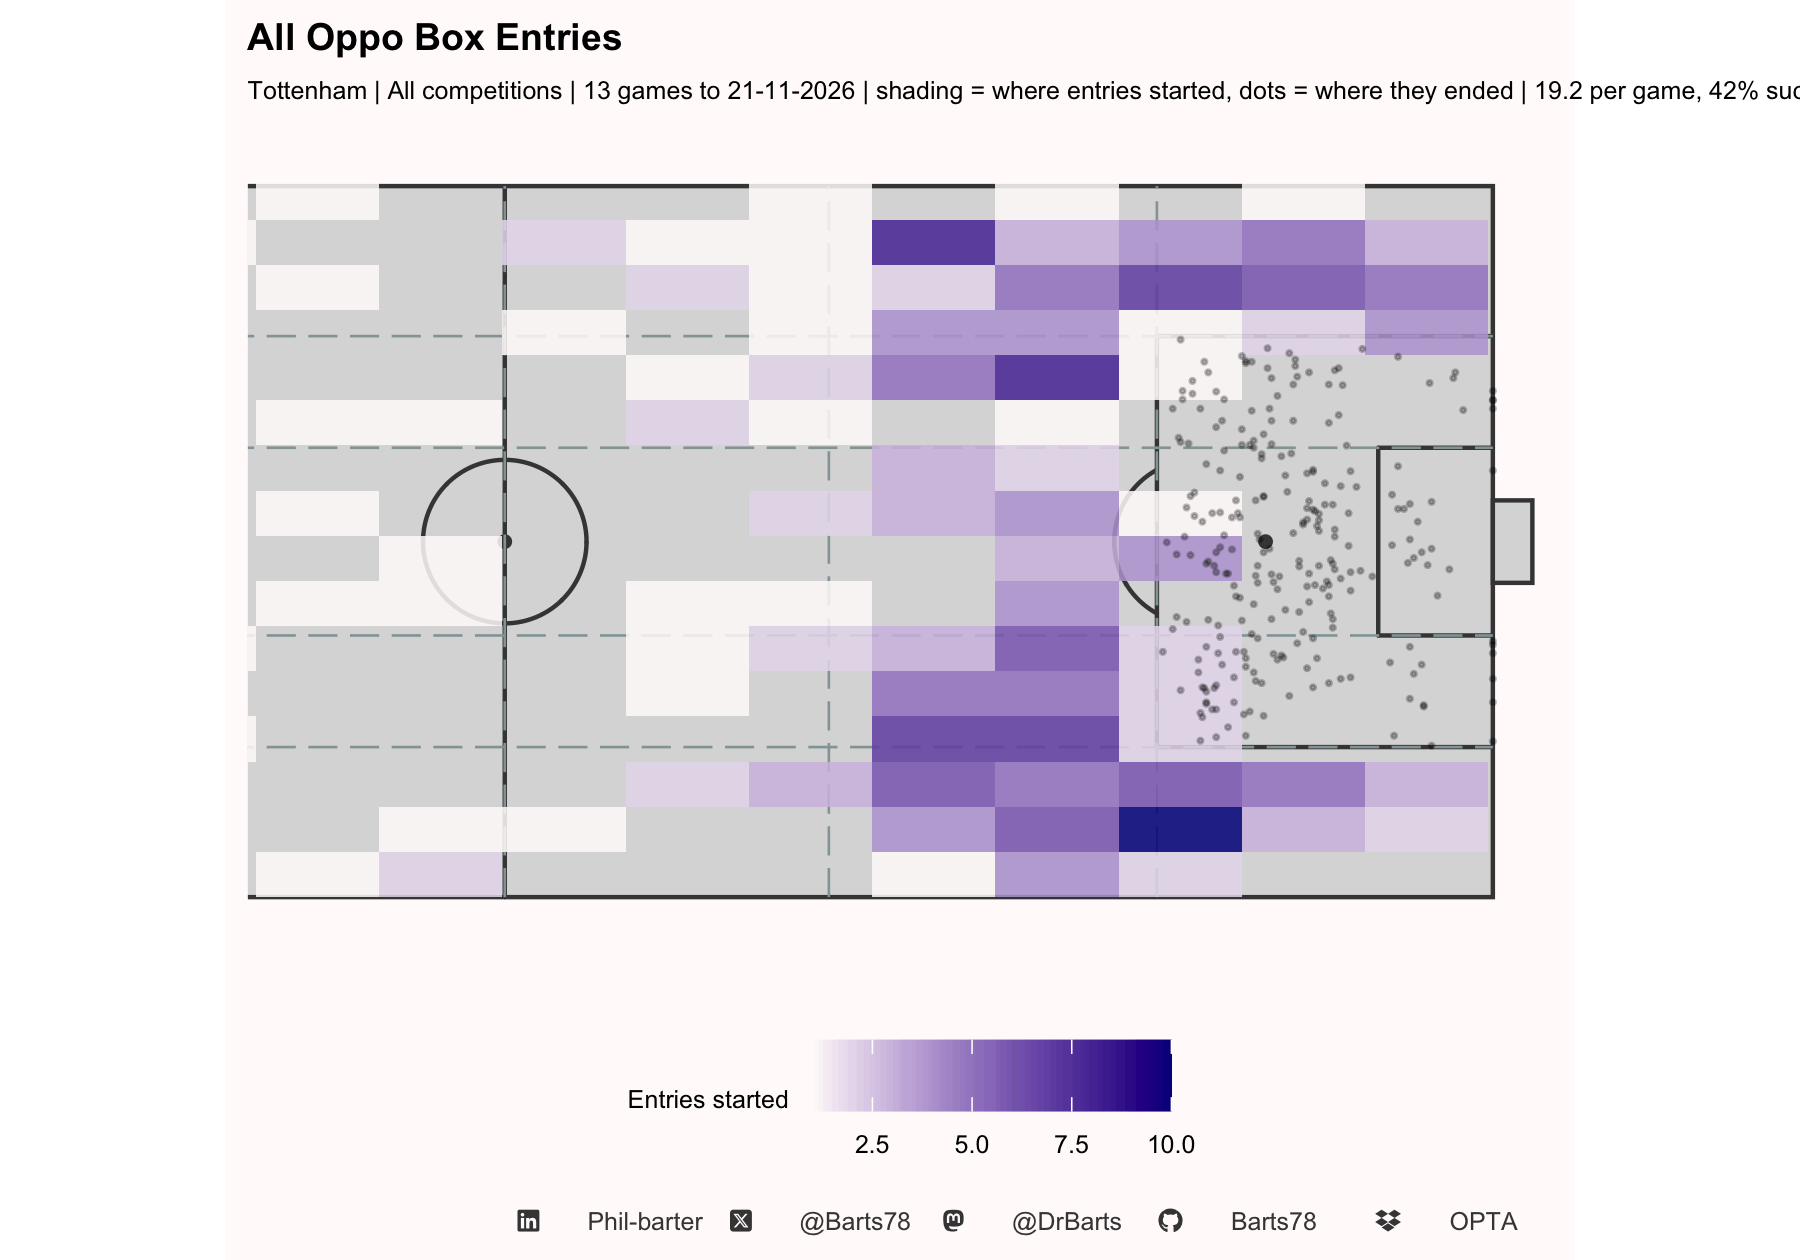 All Oppo Box Entries
Tottenham | All competitions | 13 games to 21-11-2026 | shading = where entries started, dots = where they ended | 19.2 per game, 42%
Entries started
2.5 5.0 7.5 10.0
Phil-barter @Barts78 @DrBarts Barts78 OPTA